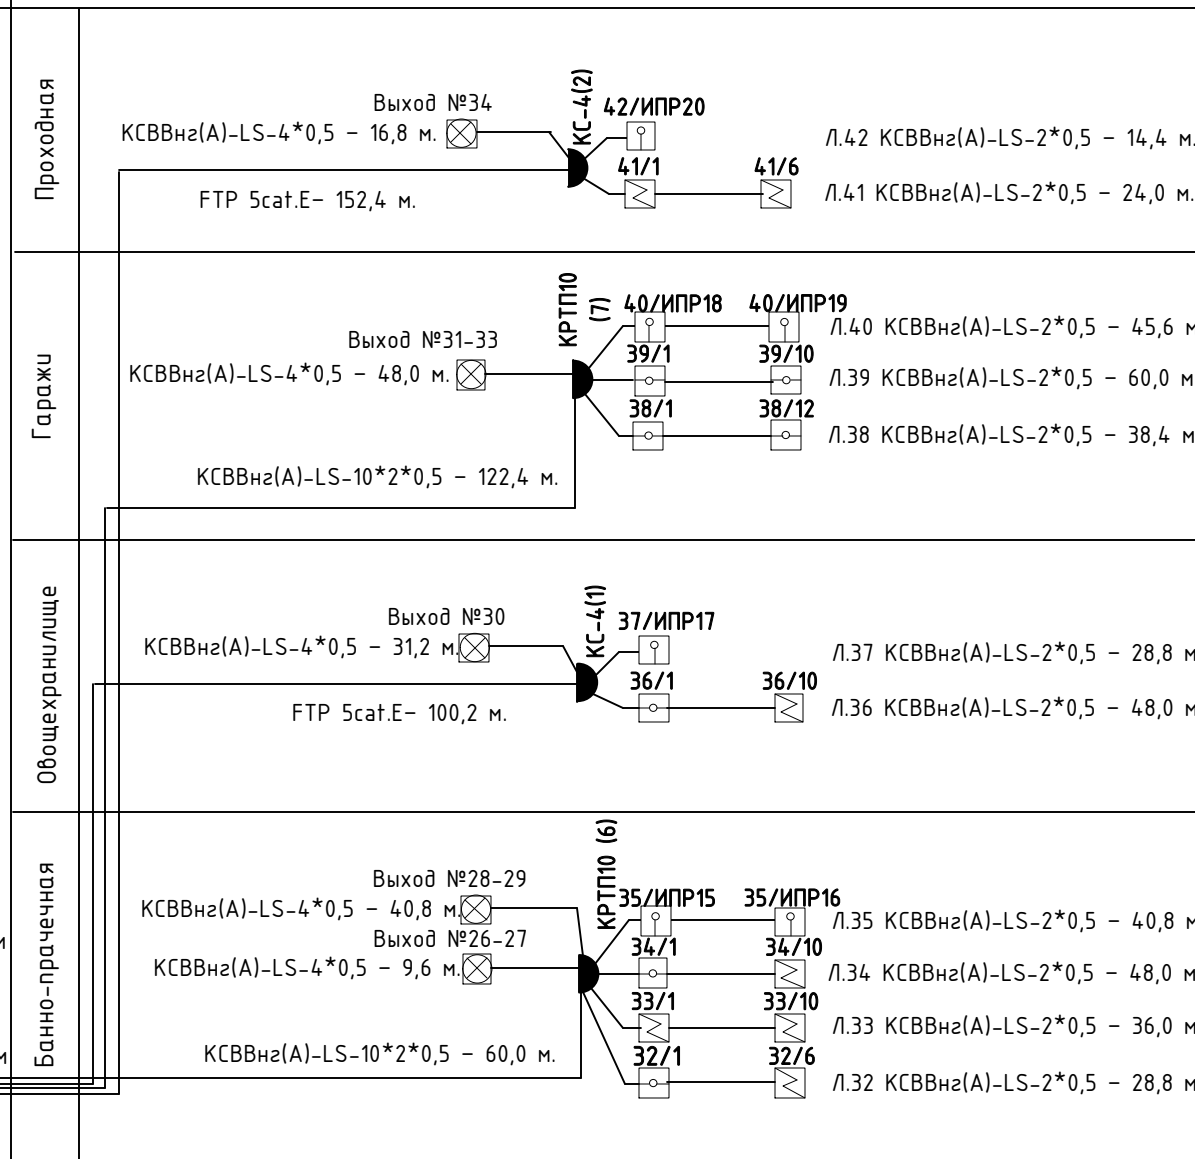 Проходная
Выход №34
КСВВнг(А)-LS-4*0,5 - 16,8 м.
FTP 5cat.E- 152,4 м.
КС-4(2)
42/ИПР20
41/1
41/6
Л.42 КСВВнг(А)-LS-2*0,5 - 14,4 м.
Л.41 КСВВнг(А)-LS-2*0,5 - 24,0 м.
Гаражи
Выход №31-33
КСВВнг(А)-LS-4*0,5 - 48,0 м.
КСВВнг(А)-LS-10*2*0,5 - 122,4 м.
КРТП10
(7)
40/ИПР18
40/ИПР19
39/1
39/10
38/1
38/12
Л.40 КСВВнг(А)-LS-2*0,5 - 45,6 м
Л.39 КСВВнг(А)-LS-2*0,5 - 60,0 м
Л.38 КСВВнг(А)-LS-2*0,5 - 38,4 м
Овощехранилище
Выход №30
КСВВнг(А)-LS-4*0,5 - 31,2 м.
FTP 5cat.E- 100,2 м.
КС-4(1)
37/ИПР17
36/1
36/10
Л.37 КСВВнг(А)-LS-2*0,5 - 28,8 м
Л.36 КСВВнг(А)-LS-2*0,5 - 48,0 м
Банно-прачечная
Выход №28-29
КСВВнг(А)-LS-4*0,5 - 40,8 м.
Выход №26-27
КСВВнг(А)-LS-4*0,5 - 9,6 м.
КСВВнг(А)-LS-10*2*0,5 - 60,0 м.
КРТП10 (6)
35/ИПР15
35/ИПР16
34/1
34/10
33/1
33/10
32/1
32/6
Л.35 КСВВнг(А)-LS-2*0,5 - 40,8 м
Л.34 КСВВнг(А)-LS-2*0,5 - 48,0 м
Л.33 КСВВнг(А)-LS-2*0,5 - 36,0 м
Л.32 КСВВнг(А)-LS-2*0,5 - 28,8 м
м
м